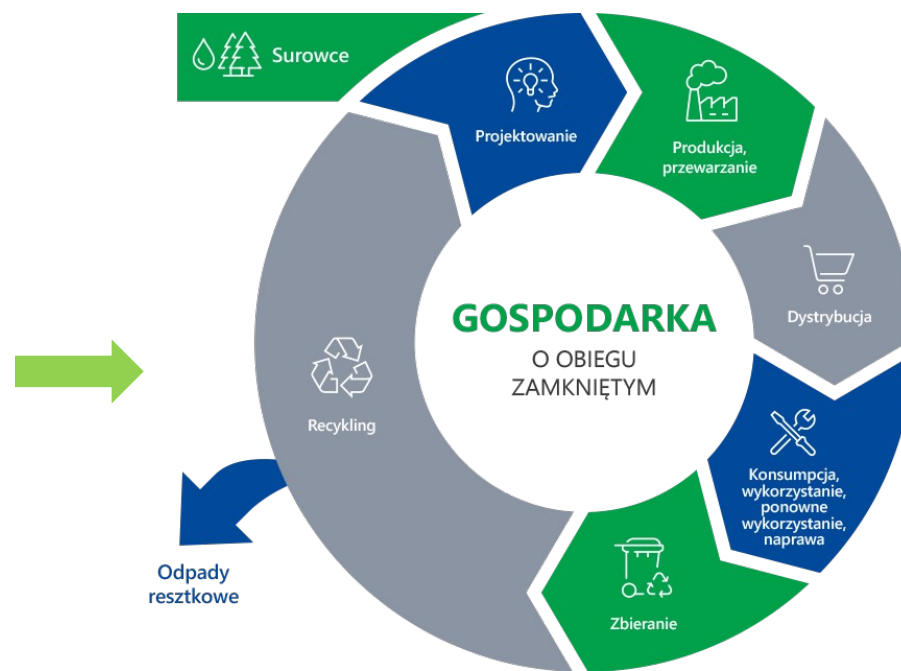 Surowce
Projektowanie
Produkcja,
przewarzanie
Dystrybucja
GOSPODARKA
O OBIEGU
ZAMKNIĘTYM
Konsumpcja,
wykorzystanie,
ponowne
wykorzystanie,
naprawa
Zbieranie
Recykling
Odpady
resztkowe